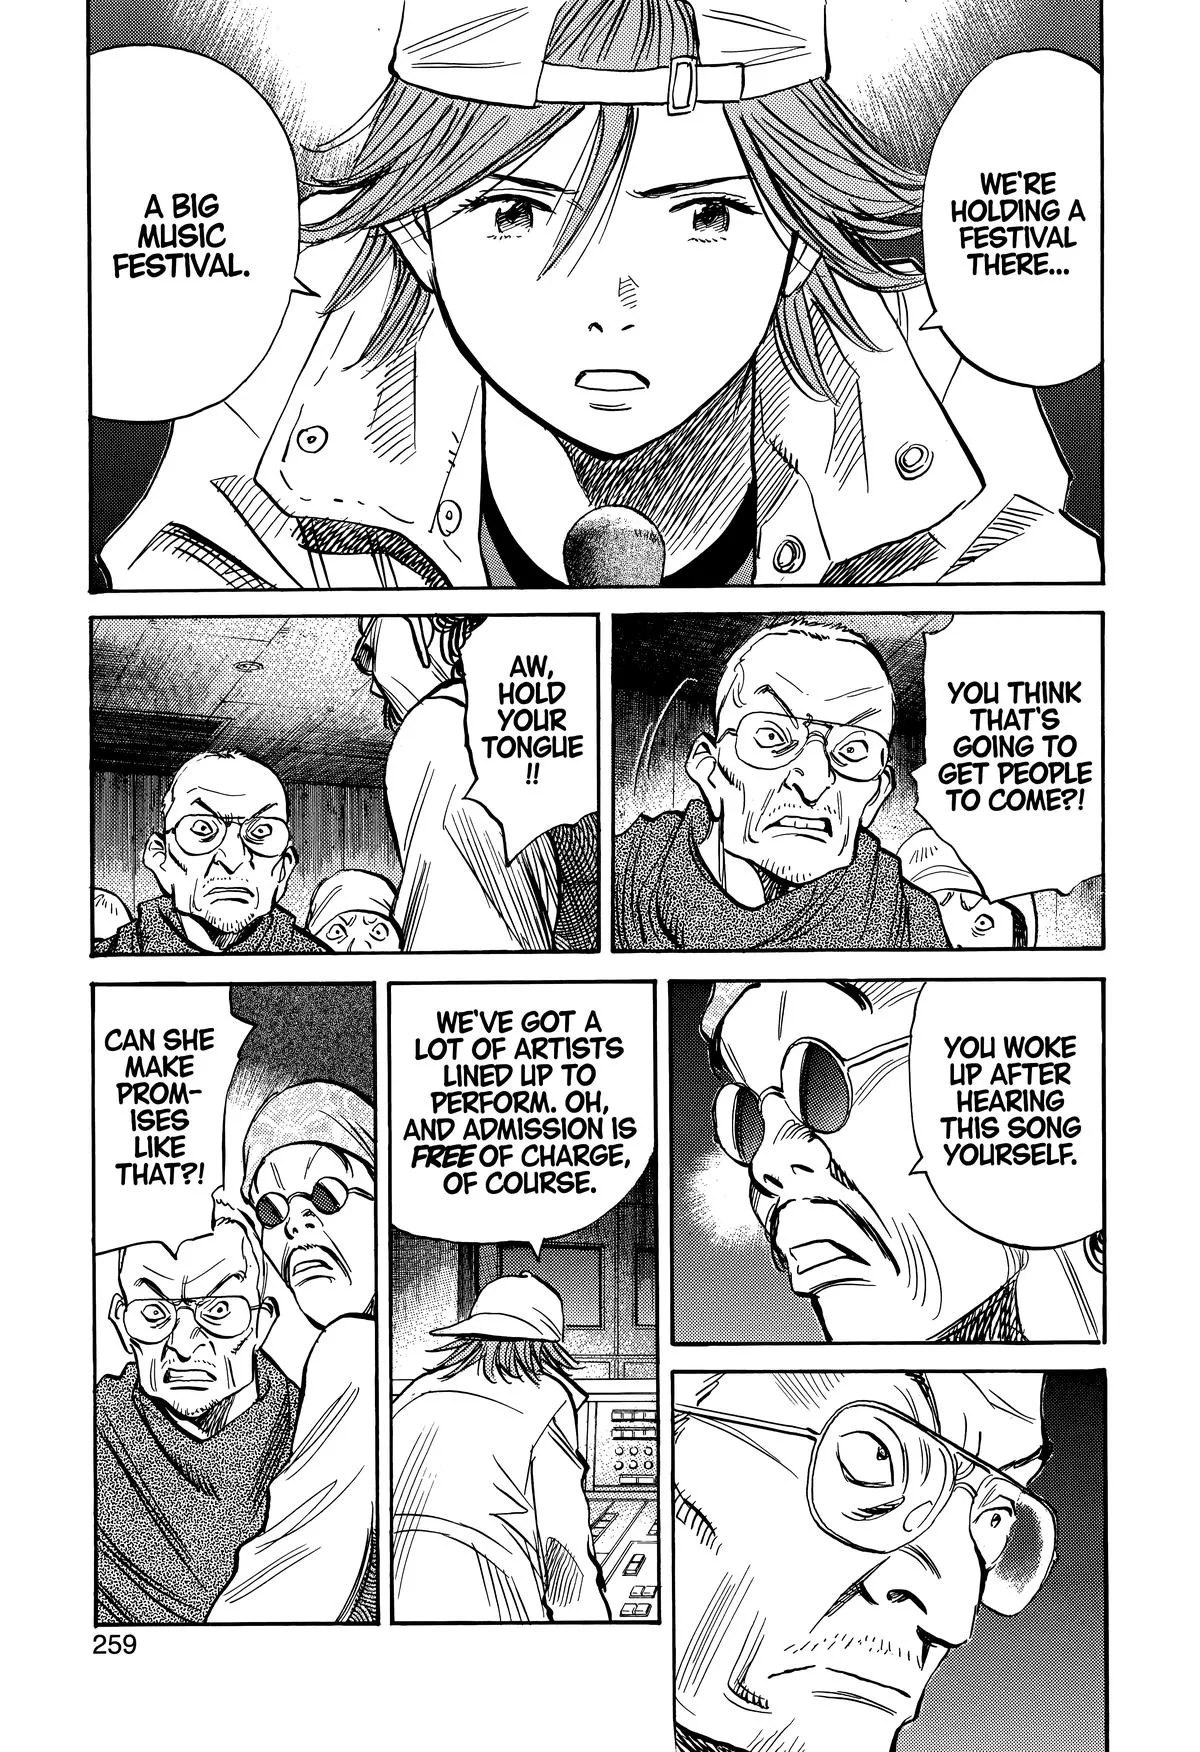 WE'RE
HOLDING A
FESTIVAL
THERE...
A BIG
MUSIC
FESTIVAL.
YOU THINK
THAT'S
GOING TO
GET PEOPLE
TO COME?!
AW,
HOLD
YOUR
TONGUE
!!
YOU WOKE
UP AFTER
HEARING
THIS SONG
YOURSELF.
WE'VE GOT A
LOT OF ARTISTS
LINED UP TO
PERFORM. OH,
AND ADMISSION IS
FREE OF CHARGE,
OF COURSE.
CAN SHE
MAKE
PROM-
ISES
LIKE
THAT?!
259